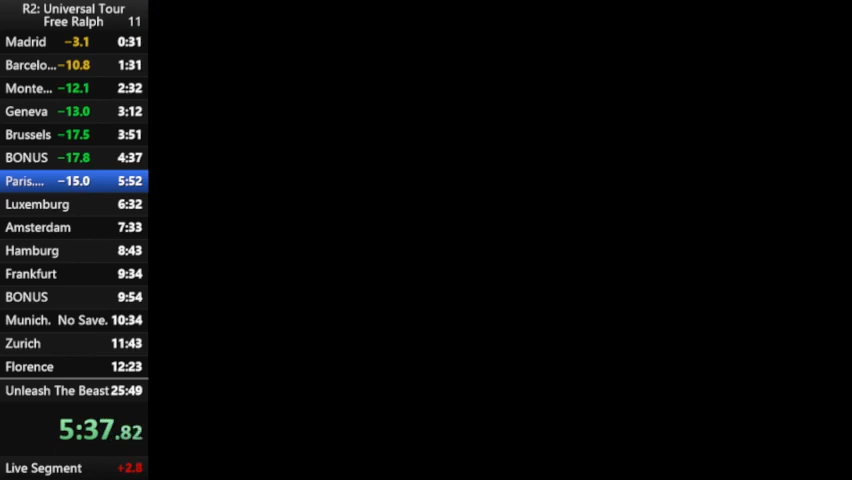 R2: Universal Tour
Free Ralph 11
Madrid −3.1 0:31
Barcelo... −10.8 1:31
Monte... −12.1 2:32
Geneva −13.0 3:12
Brussels −17.5 3:51
BONUS −17.8 4:37
Paris.... −15.0 5:52
Luxemburg 6:32
Amsterdam 7:33
Hamburg 8:43
Frankfurt 9:34
BONUS 9:54
Munich. No Save. 10:34
Zurich 11:43
Florence 12:23
Unleash The Beast 25:49
5:37.82
Live Segment +2.8